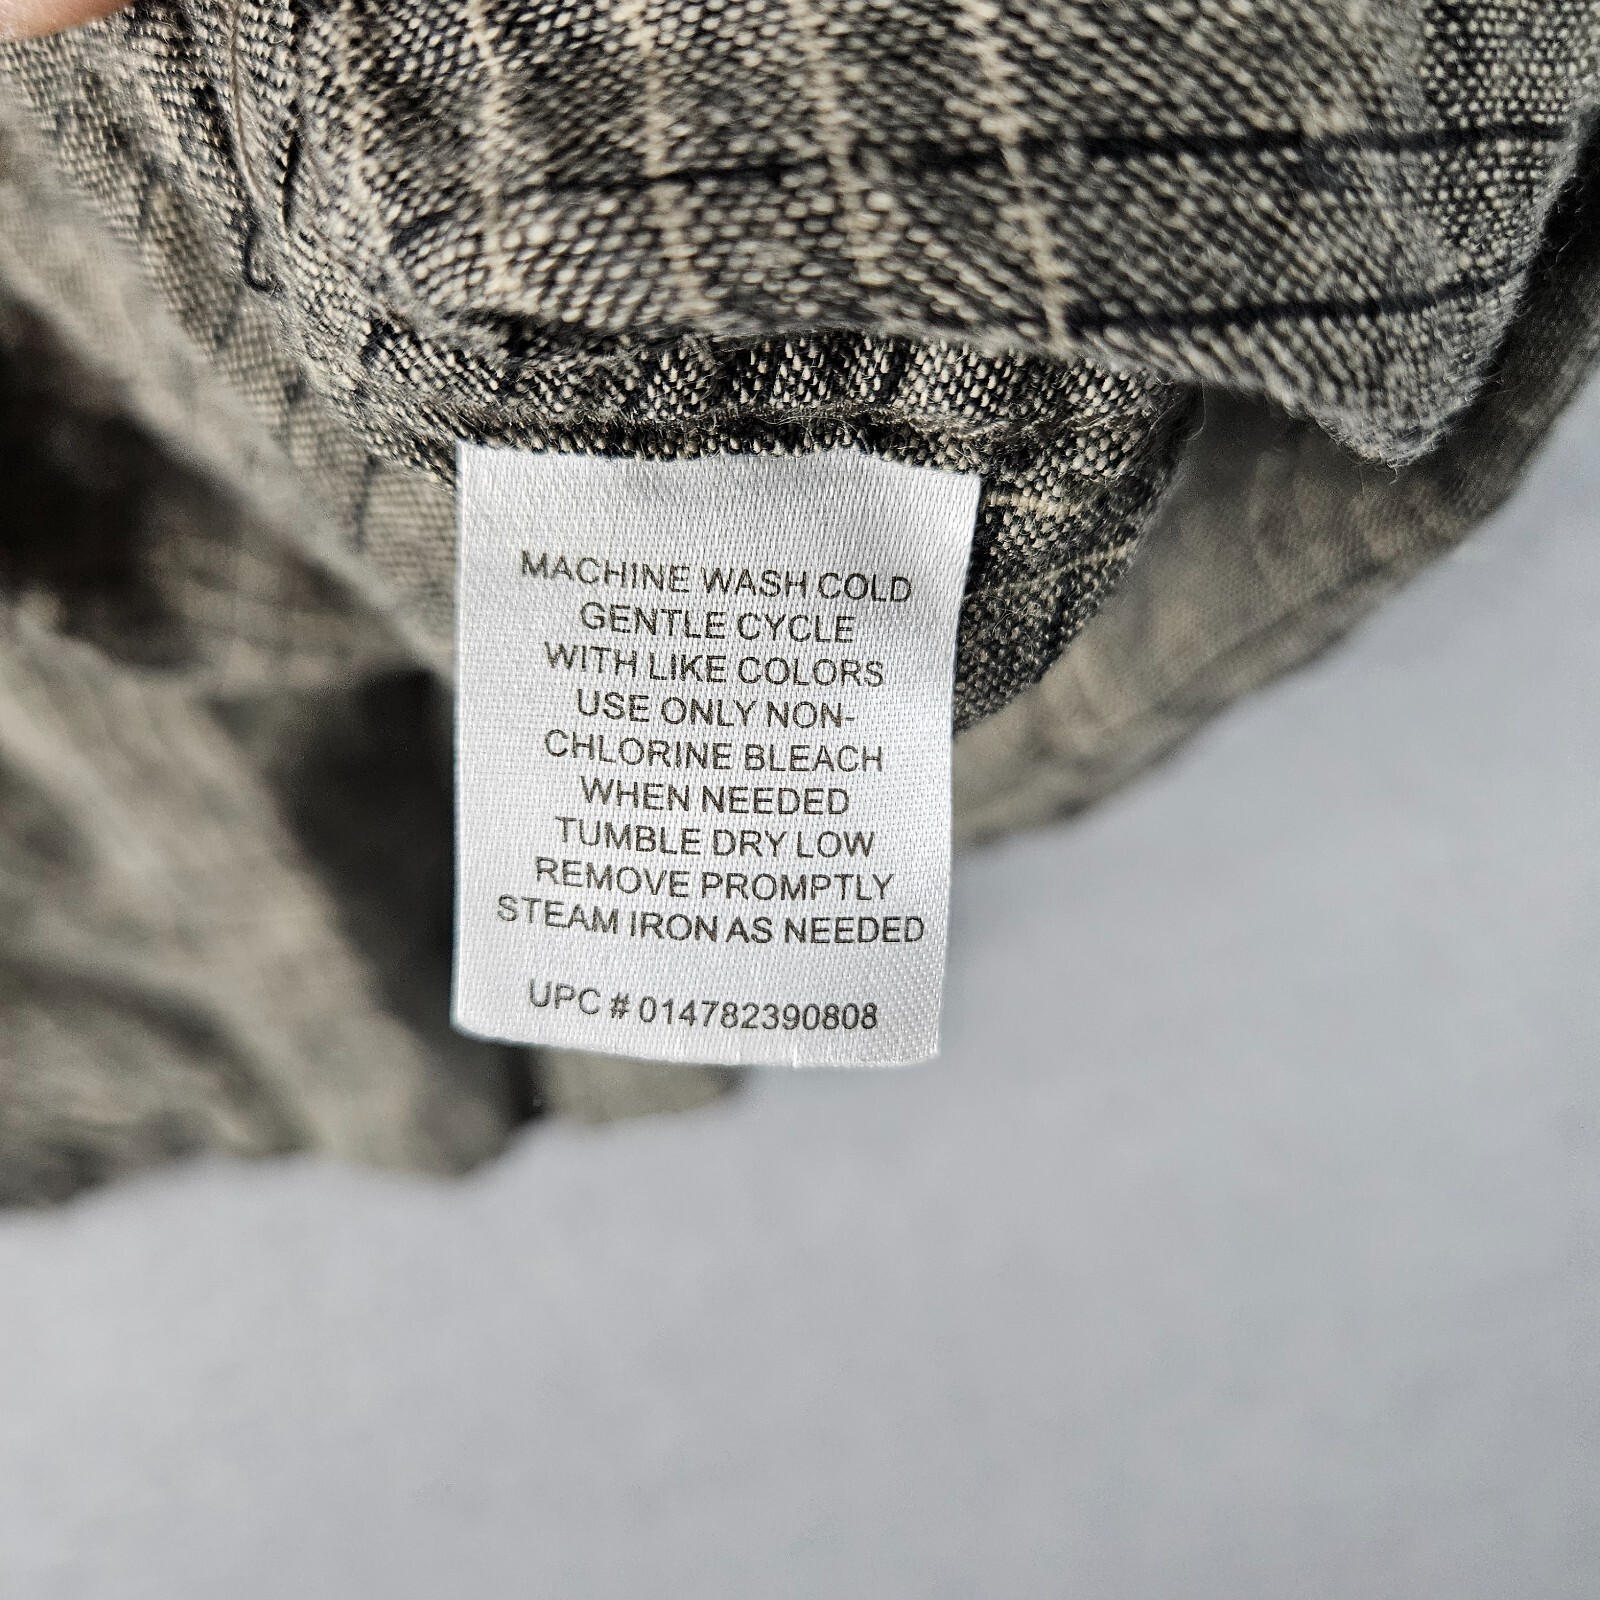 MACHINE WASH COLD
GENTLE CYCLE
WITH LIKE COLORS
USE ONLY NON-
CHLORINE BLEACH
WHEN NEEDED
TUMBLE DRY LOW
REMOVE PROMPTLY
STEAM IRON AS NEEDED
UPC # 014782390808